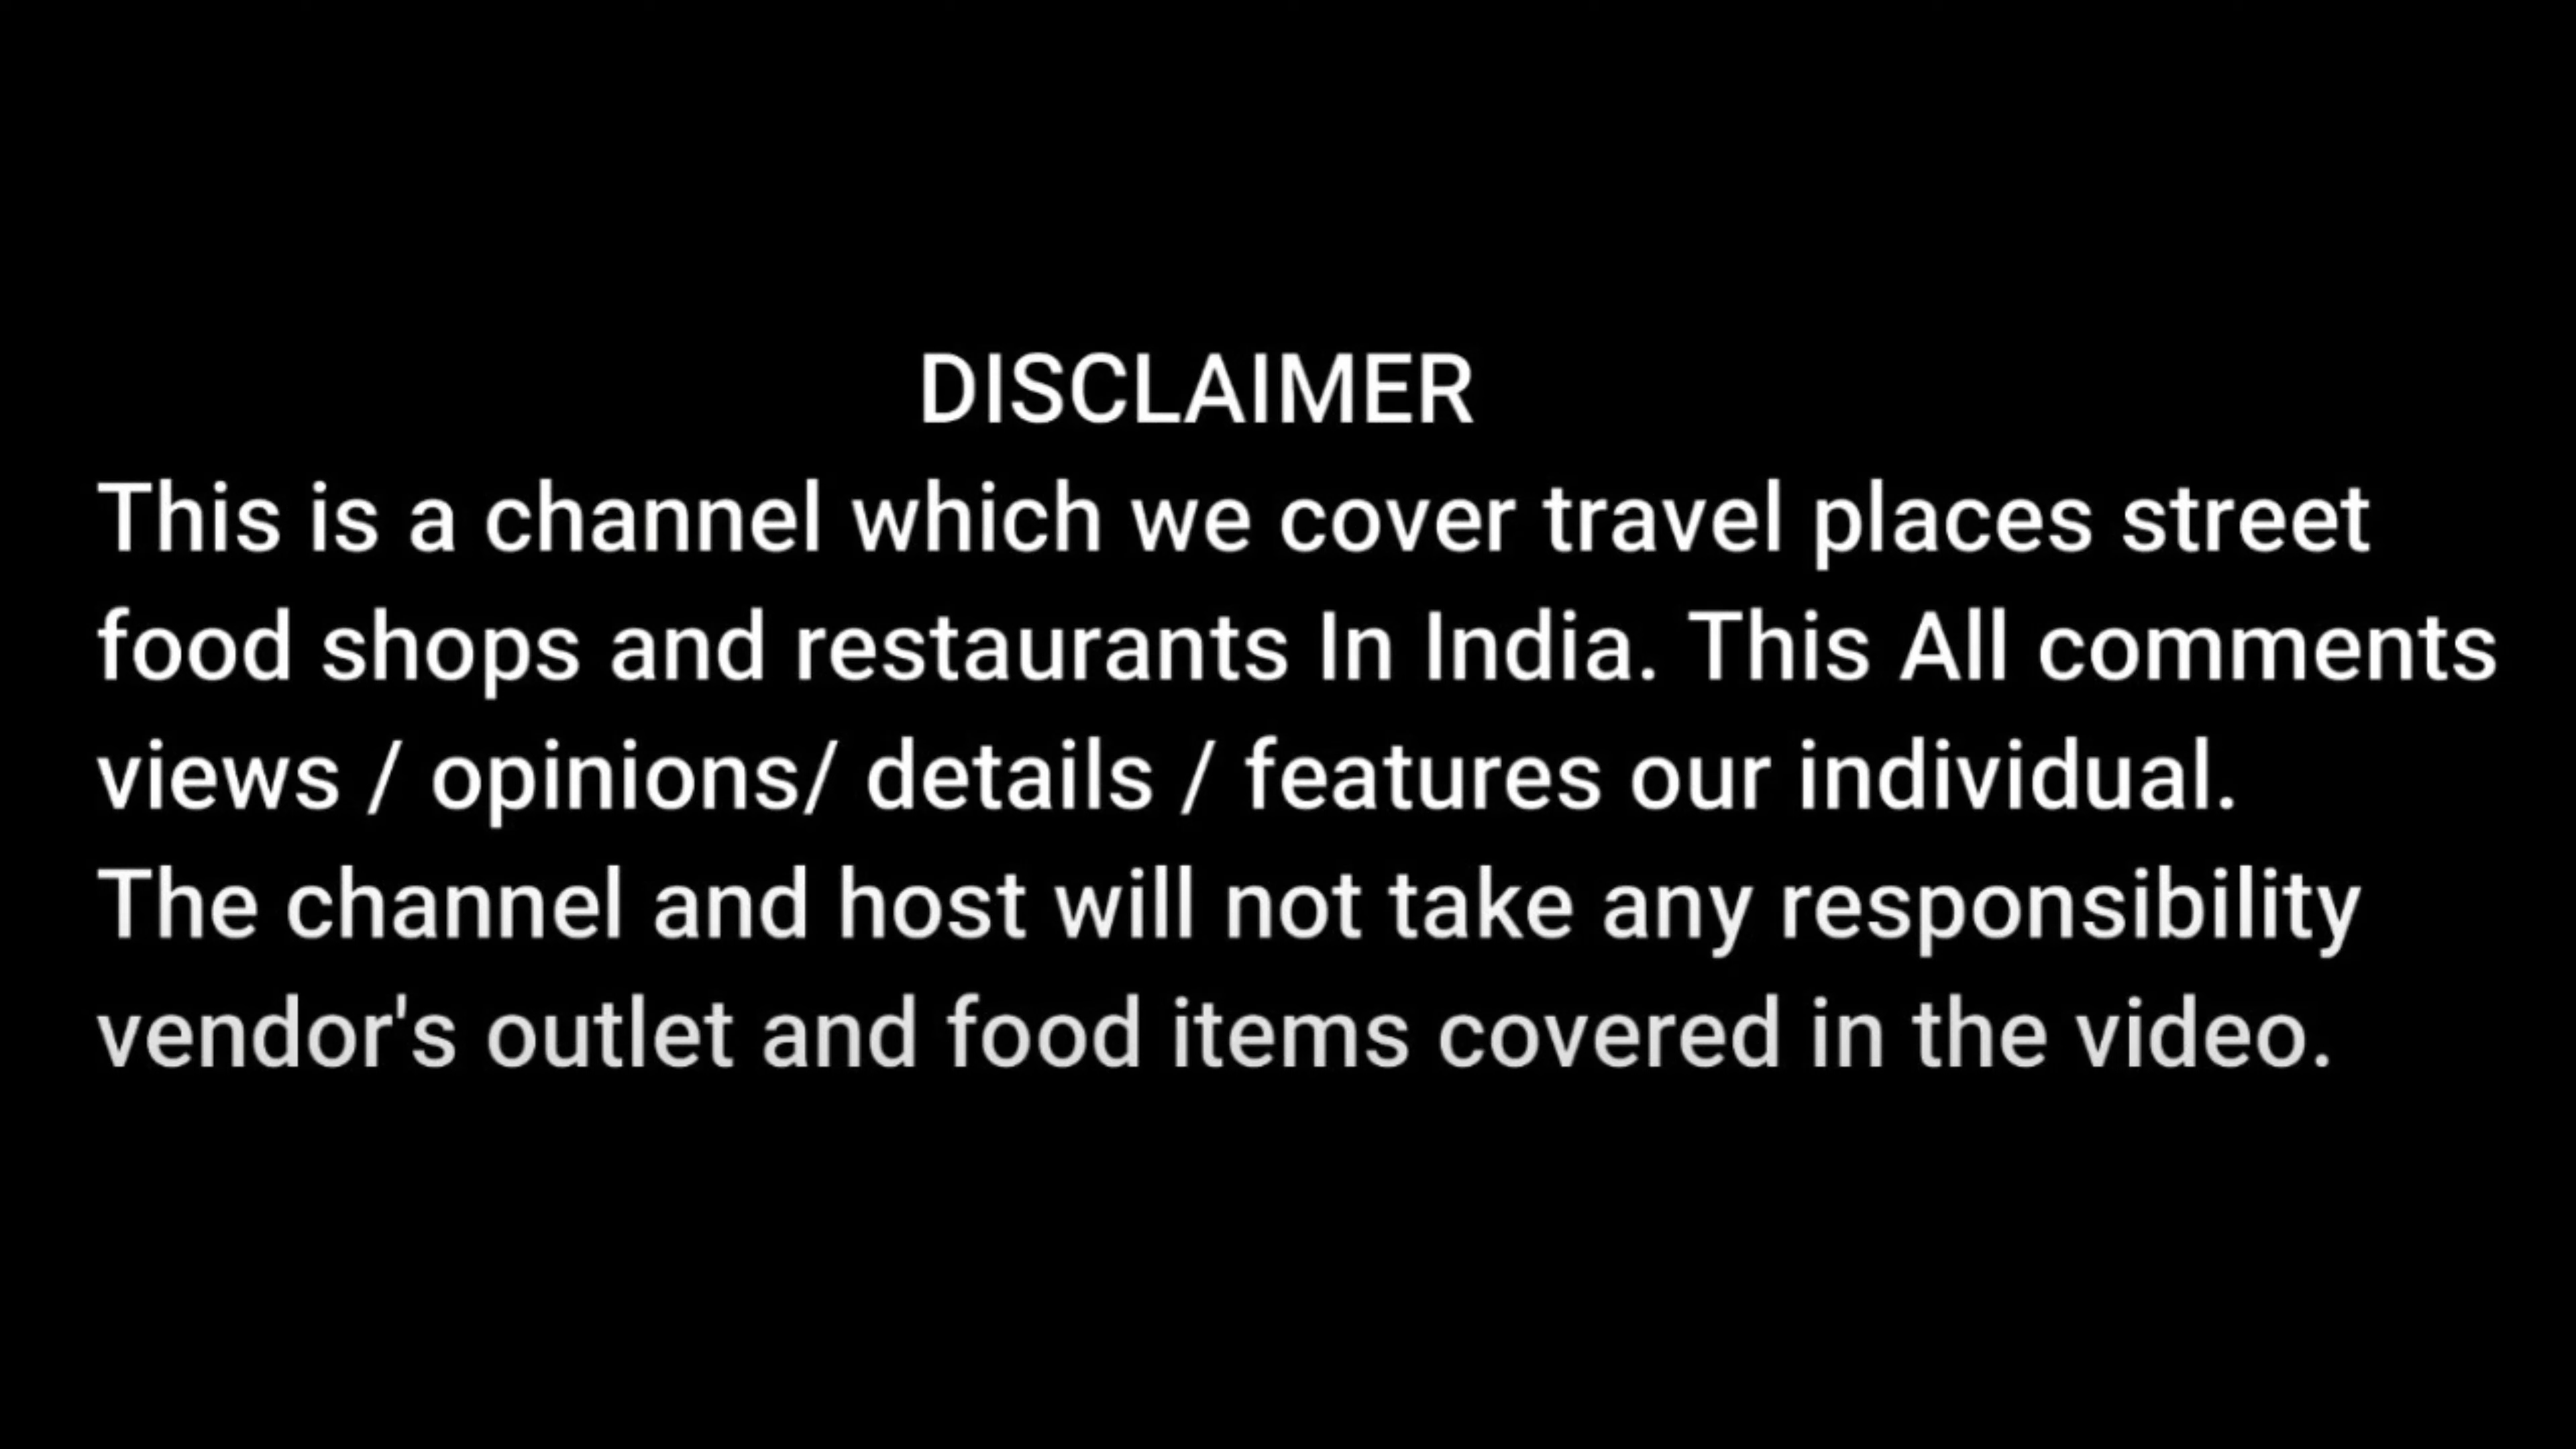 DISCLAIMER
This is a channel which we cover travel places street
food shops and restaurants In India. This All comments
views / opinions/ details / features our individual.
The channel and host will not take any responsibility
vendor's outlet and food items covered in the video.